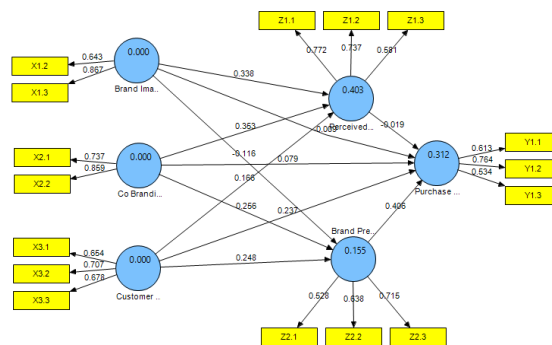 Z1.1
Z1.2
Z1.3
0.772
0.737
0.581
X1.2
X1.3
0.643
0.867
0.000
Brand Ima..
0.338
0.403
Perceived...
-0.019
0.363
-0.116
0.079
0.166
0.256
0.237
X2.1
X2.2
0.737
0.869
0.000
Co Brandi..
0.312
Purchase ...
0.613
0.764
0.534
Y1.1
Y1.2
Y1.3
X3.1
X3.2
X3.3
0.654
0.707
0.678
0.000
Customer ...
0.248
0.406
Brand Pre...
0.155
0.528
0.638
0.715
Z2.1
Z2.2
Z2.3